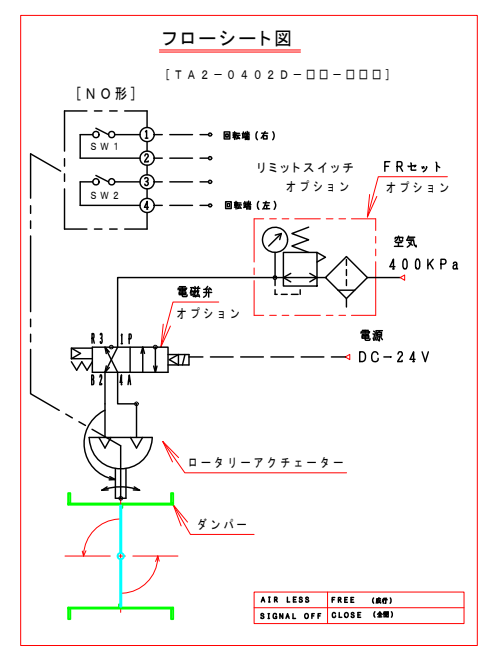 フローシート図
[TA2-0402D-□□-□□□]
[NO形]
SW1
SW2
1
2
3
4
回転端(右)
回転端(左)
リミットスイッチ
オプション
FRセット
オプション
空気
400KPa
電磁弁
オプション
R3 1P
B2 4A
電源
DC-24V
ロータリーアクチェーター
ダンパー
AIR LESS FREE
SIGNAL OFF CLOSE (全閉)